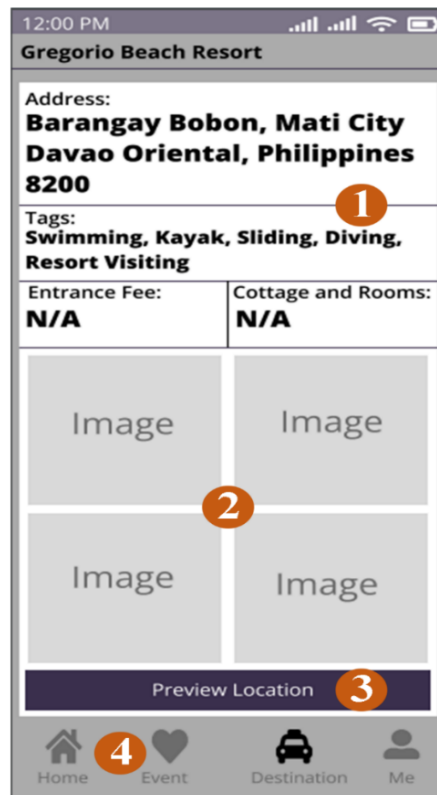 12:00 PM
Gregorio Beach Resort
Address:
Barangay Bobon, Mati City
Davao Oriental, Philippines
8200
1
Tags:
Swimming, Kayak, Sliding, Diving,
Resort Visiting
Entrance Fee:
N/A
Cottage and Rooms:
N/A
Image
Image
2
Image
Image
Preview Location
3
4
Home
Event
Destination
Me